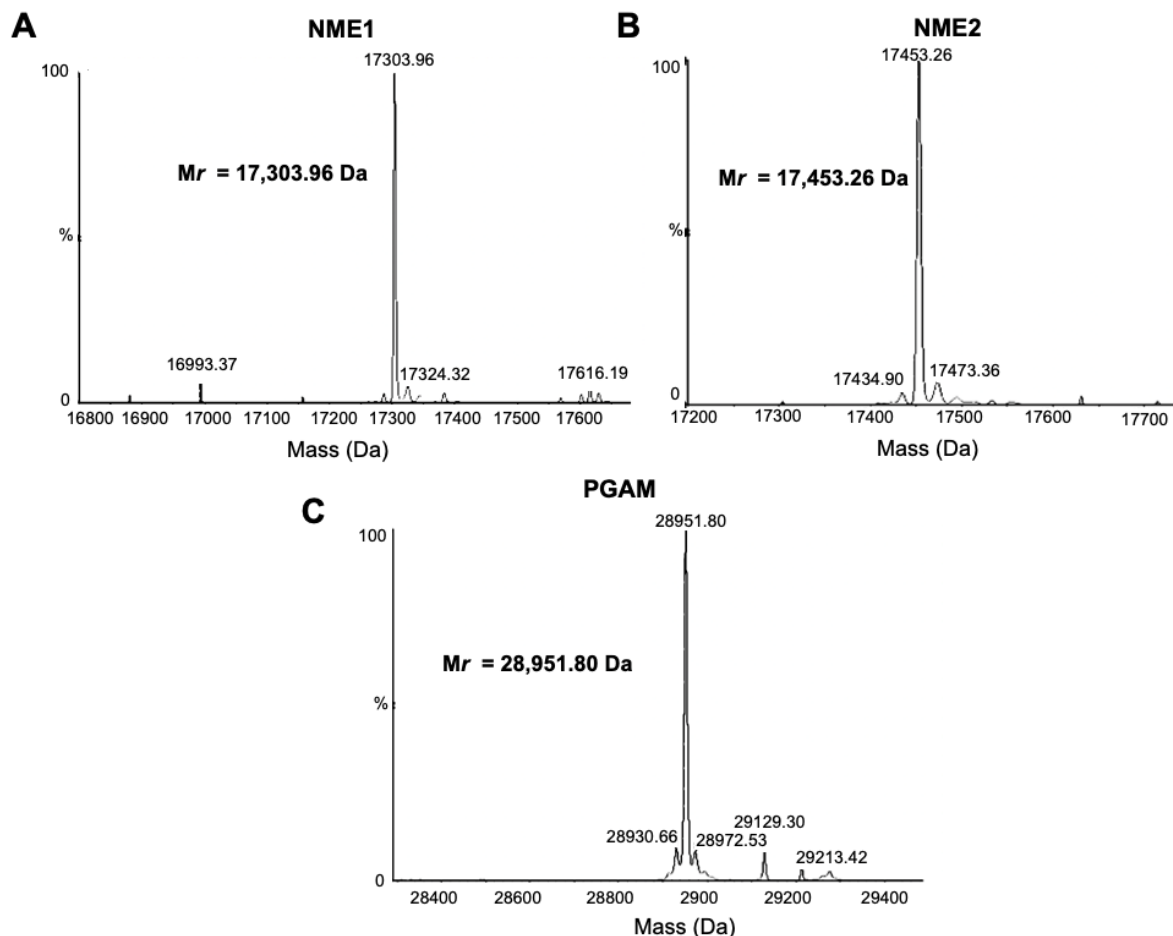 A
NME1
17303.96
100
Mr = 17,303.96 Da
%
16993.37
17324.32
17616.19
0
16800 16900 17000 17100 17200 17300 17400 17500 17600
Mass (Da)
B
NME2
17453.26
100
Mr = 17,453.26 Da
%
17434.90
17473.36
0
17200 17300 17400 17500 17600 17700
Mass (Da)
C
PGAM
28951.80
100
Mr = 28,951.80 Da
%
28930.66
28972.53
29129.30
29213.42
0
28400 28600 28800 2900 29200 29400
Mass (Da)